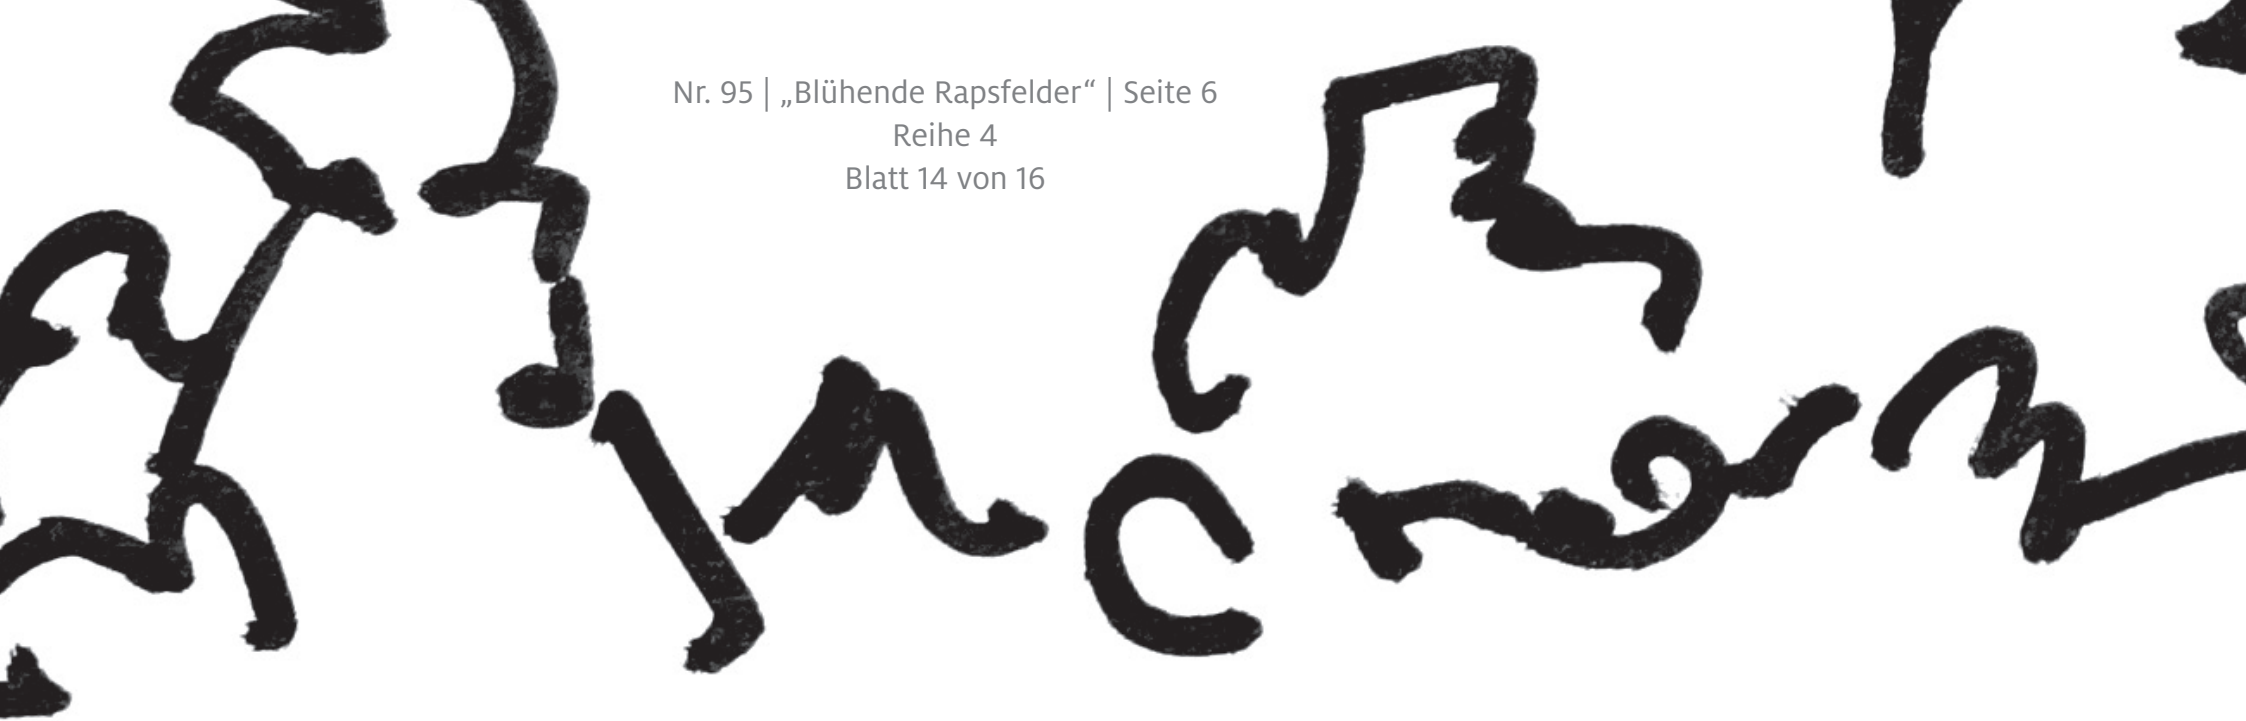 Nr. 95 | „Blühende Rapsfelder“ | Seite 6
Reihe 4
Blatt 14 von 16